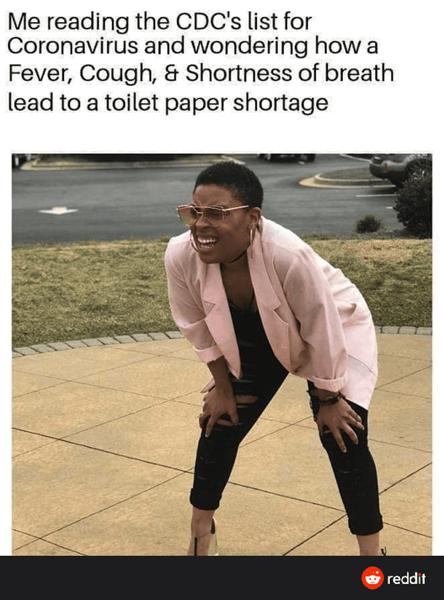 Me reading the CDC's list for
Coronavirus and wondering how a
Fever, Cough, & Shortness of breath
lead to a toilet paper shortage
reddit